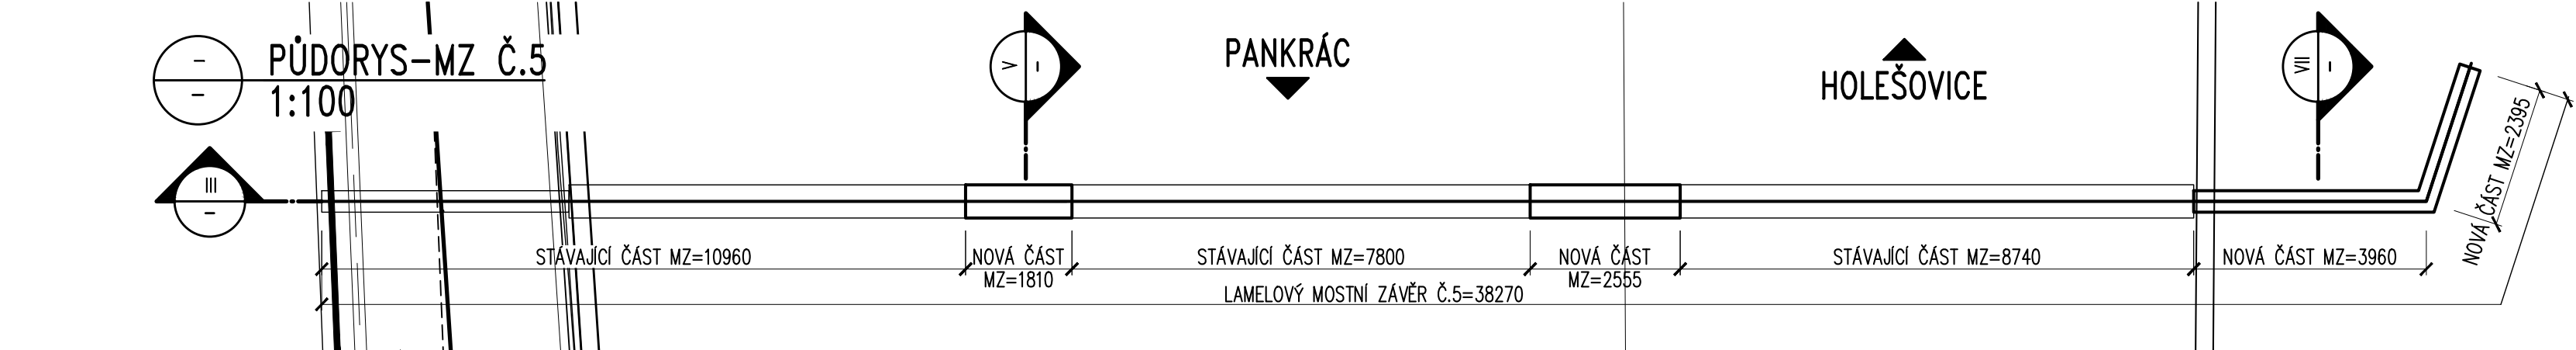 PŮDORYS-MZ Č.5
1:100
III
V
PANKRÁC
HOLEŠOVICE
VII
STÁVAJÍCÍ ČÁST MZ=10960
NOVÁ ČÁST
MZ=1810
STÁVAJÍCÍ ČÁST MZ=7800
NOVÁ ČÁST
MZ=2555
STÁVAJÍCÍ ČÁST MZ=8740
NOVÁ ČÁST MZ=3960
NOVÁ ČÁST MZ=2395
LAMELOVÝ MOSTNÍ ZÁVĚR Č.5=38270